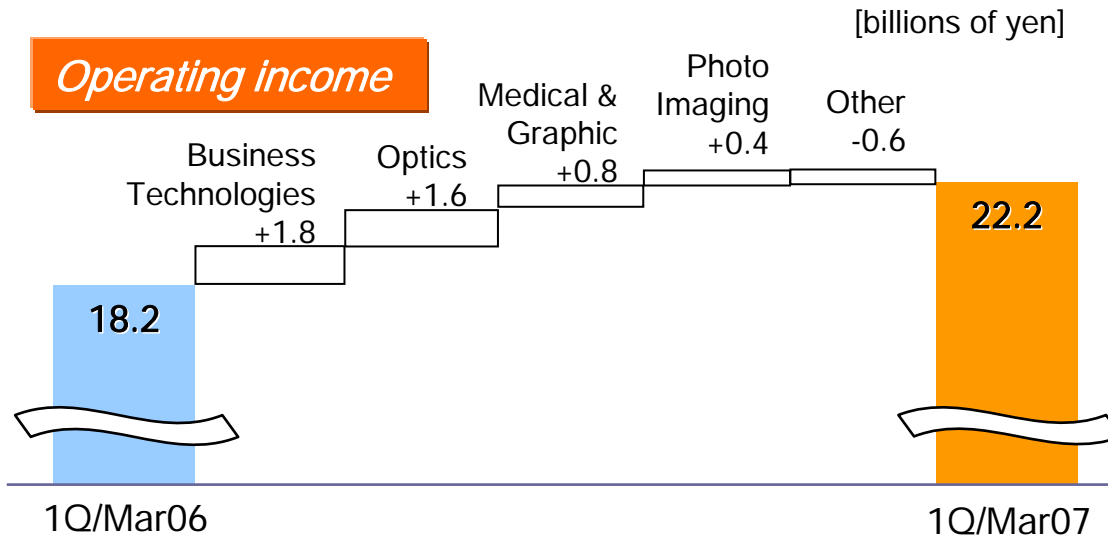 [billions of yen]
Operating income
Business
Technologies
+1.8
Optics
+1.6
Medical &
Graphic
+0.8
Photo
Imaging
+0.4
Other
-0.6
18.2
22.2
1Q/Mar06
1Q/Mar07